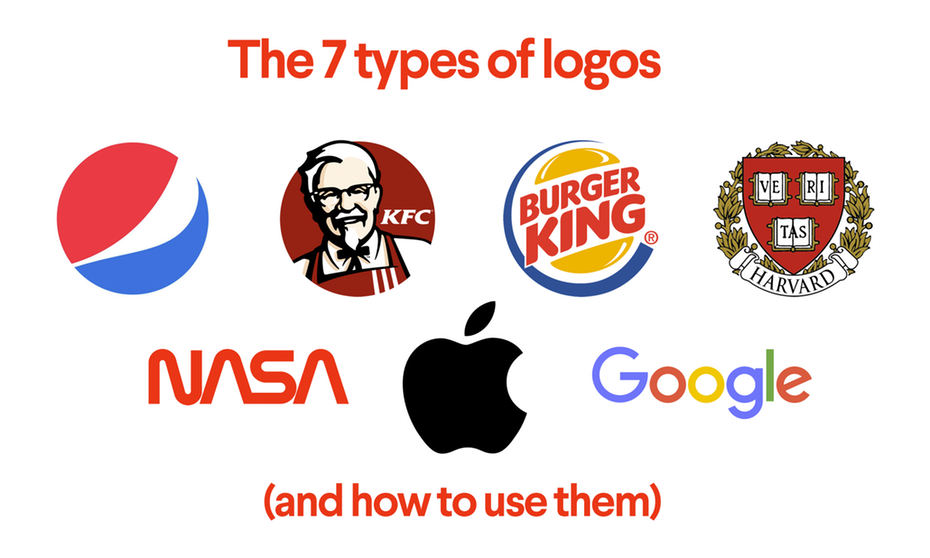 The 7 types of logos
KFC
BURGER
KING®
VE RI
TAS
HARVARD
NASA
Google
(and how to use them)